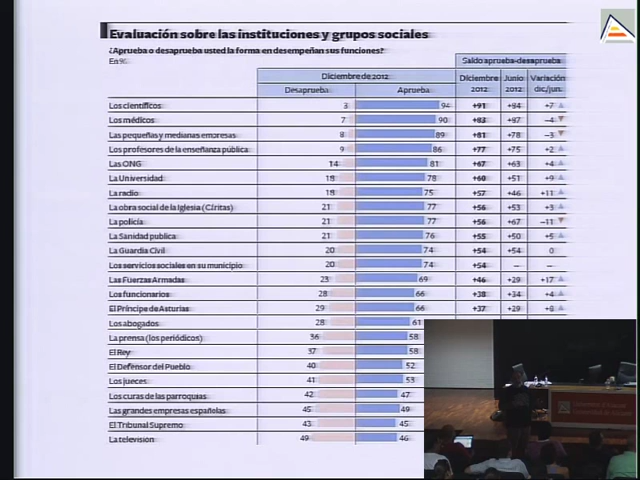 Evaluación sobre las instituciones y grupos sociales
¿Aprueba o desaprueba usted la forma en desempeñan sus funciones?
En %
Saldo aprueba-desaprueba
Diciembre de 2012 Diciembre 2012 Junio 2012 Variación dic/jun.
Desaprueba Aprueba
Los científicos 3 94 +91 +84 +7
Los médicos 7 90 +83 +87 -4
Las pequeñas y medianas empresas 8 89 +81 +78 -3
Los profesores de la enseñanza pública 9 86 +77 +75 +2
Las ONG 14 81 +67 +63 +4
La Universidad 18 78 +60 +51 +9
La radio 18 75 +57 +46 +11
La obra social de la Iglesia (Cáritas) 21 77 +56 +53 +3
La policía 21 77 +56 +67 -11
La Sanidad publica 21 76 +55 +50 +5
La Guardia Civil 20 74 +54 +54 0
Los servicios sociales en su municipio 20 74 +54 – –
Las Fuerzas Armadas 23 69 +46 +29 +17
Los funcionarios 28 66 +38 +34 +4
El Príncipe de Asturias 29 66 +37 +29 +8
Los abogados 28 61
La prensa (los periódicos) 36 58
El Rey 37 58
El Defensor del Pueblo 40 52
Los jueces 41 53
Los curas de las parroquias 42 47
Las grandes empresas españolas 45 49
El Tribunal Supremo 43 45
La televisión 49 46